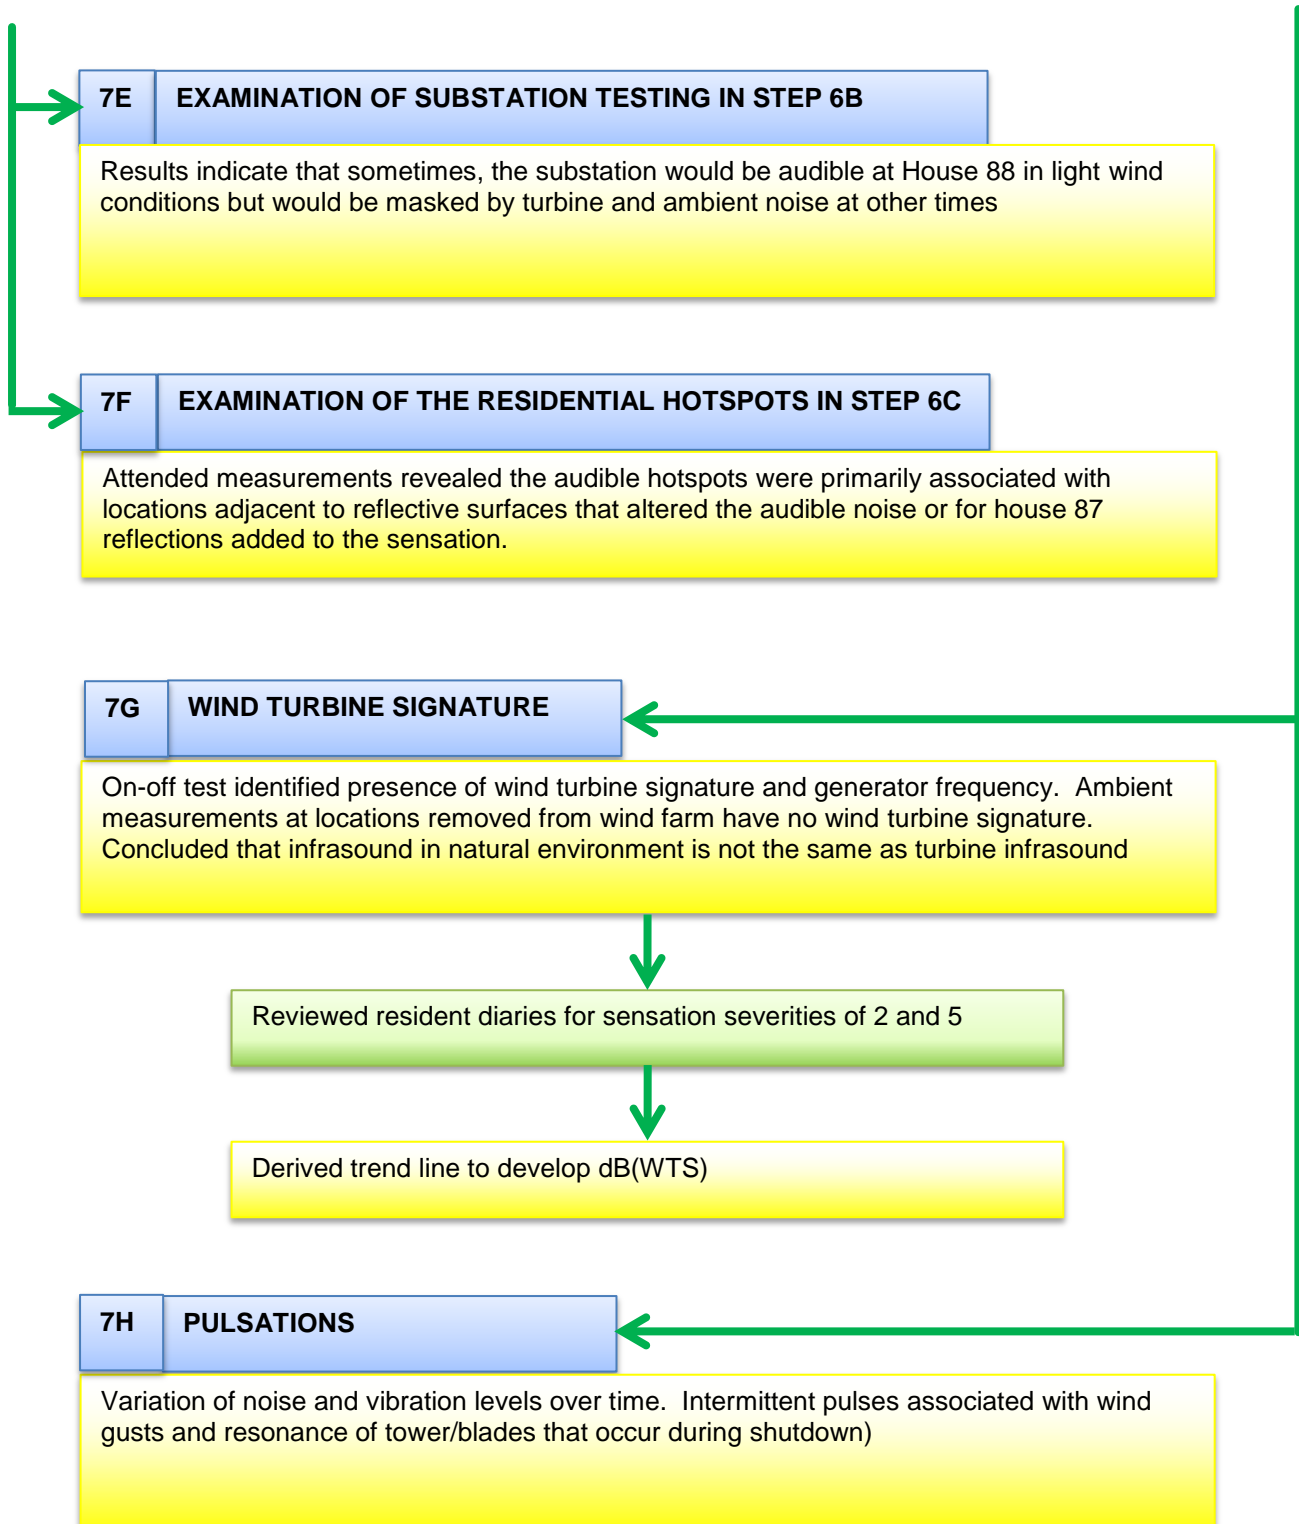 7E EXAMINATION OF SUBSTATION TESTING IN STEP 6B
Results indicate that sometimes, the substation would be audible at House 88 in light wind
conditions but would be masked by turbine and ambient noise at other times
7F EXAMINATION OF THE RESIDENTIAL HOTSPOTS IN STEP 6C
Attended measurements revealed the audible hotspots were primarily associated with
locations adjacent to reflective surfaces that altered the audible noise or for house 87
reflections added to the sensation.
7G WIND TURBINE SIGNATURE
On-off test identified presence of wind turbine signature and generator frequency.  Ambient
measurements at locations removed from wind farm have no wind turbine signature.
Concluded that infrasound in natural environment is not the same as turbine infrasound
Reviewed resident diaries for sensation severities of 2 and 5
Derived trend line to develop dB(WTS)
7H PULSATIONS
Variation of noise and vibration levels over time.  Intermittent pulses associated with wind
gusts and resonance of tower/blades that occur during shutdown)